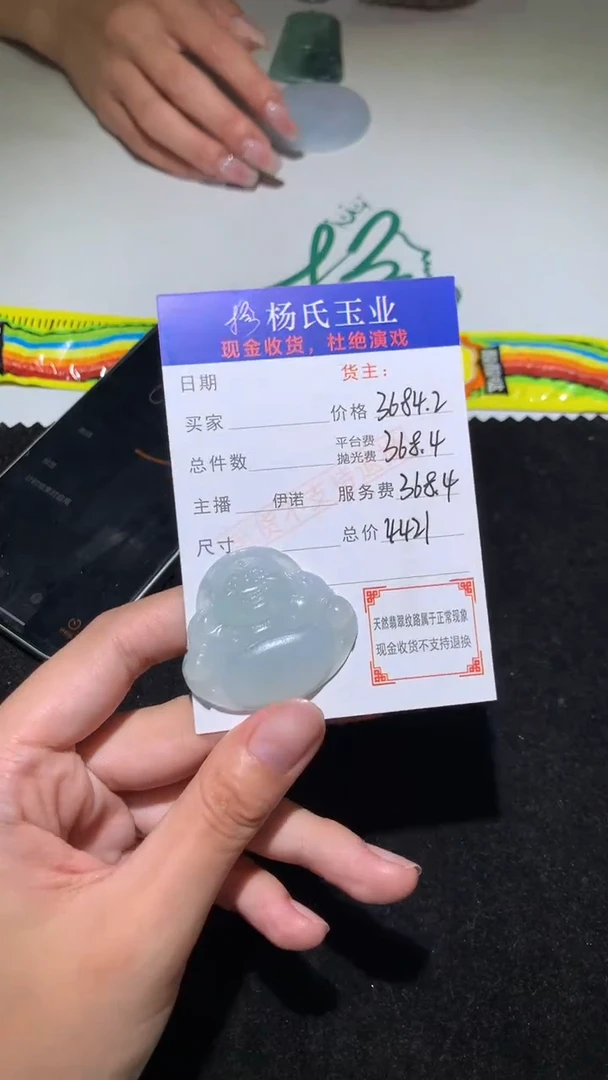 杨氏玉业
现金收货，杜绝演戏
日期 货主：
买家 价格 3684.2
总件数 平台费 抛光费 368.4
主播 伊诺 服务费 368.4
尺寸 总价 4421
天然翡翠纹路属于正常现象
现金收货不支持退换